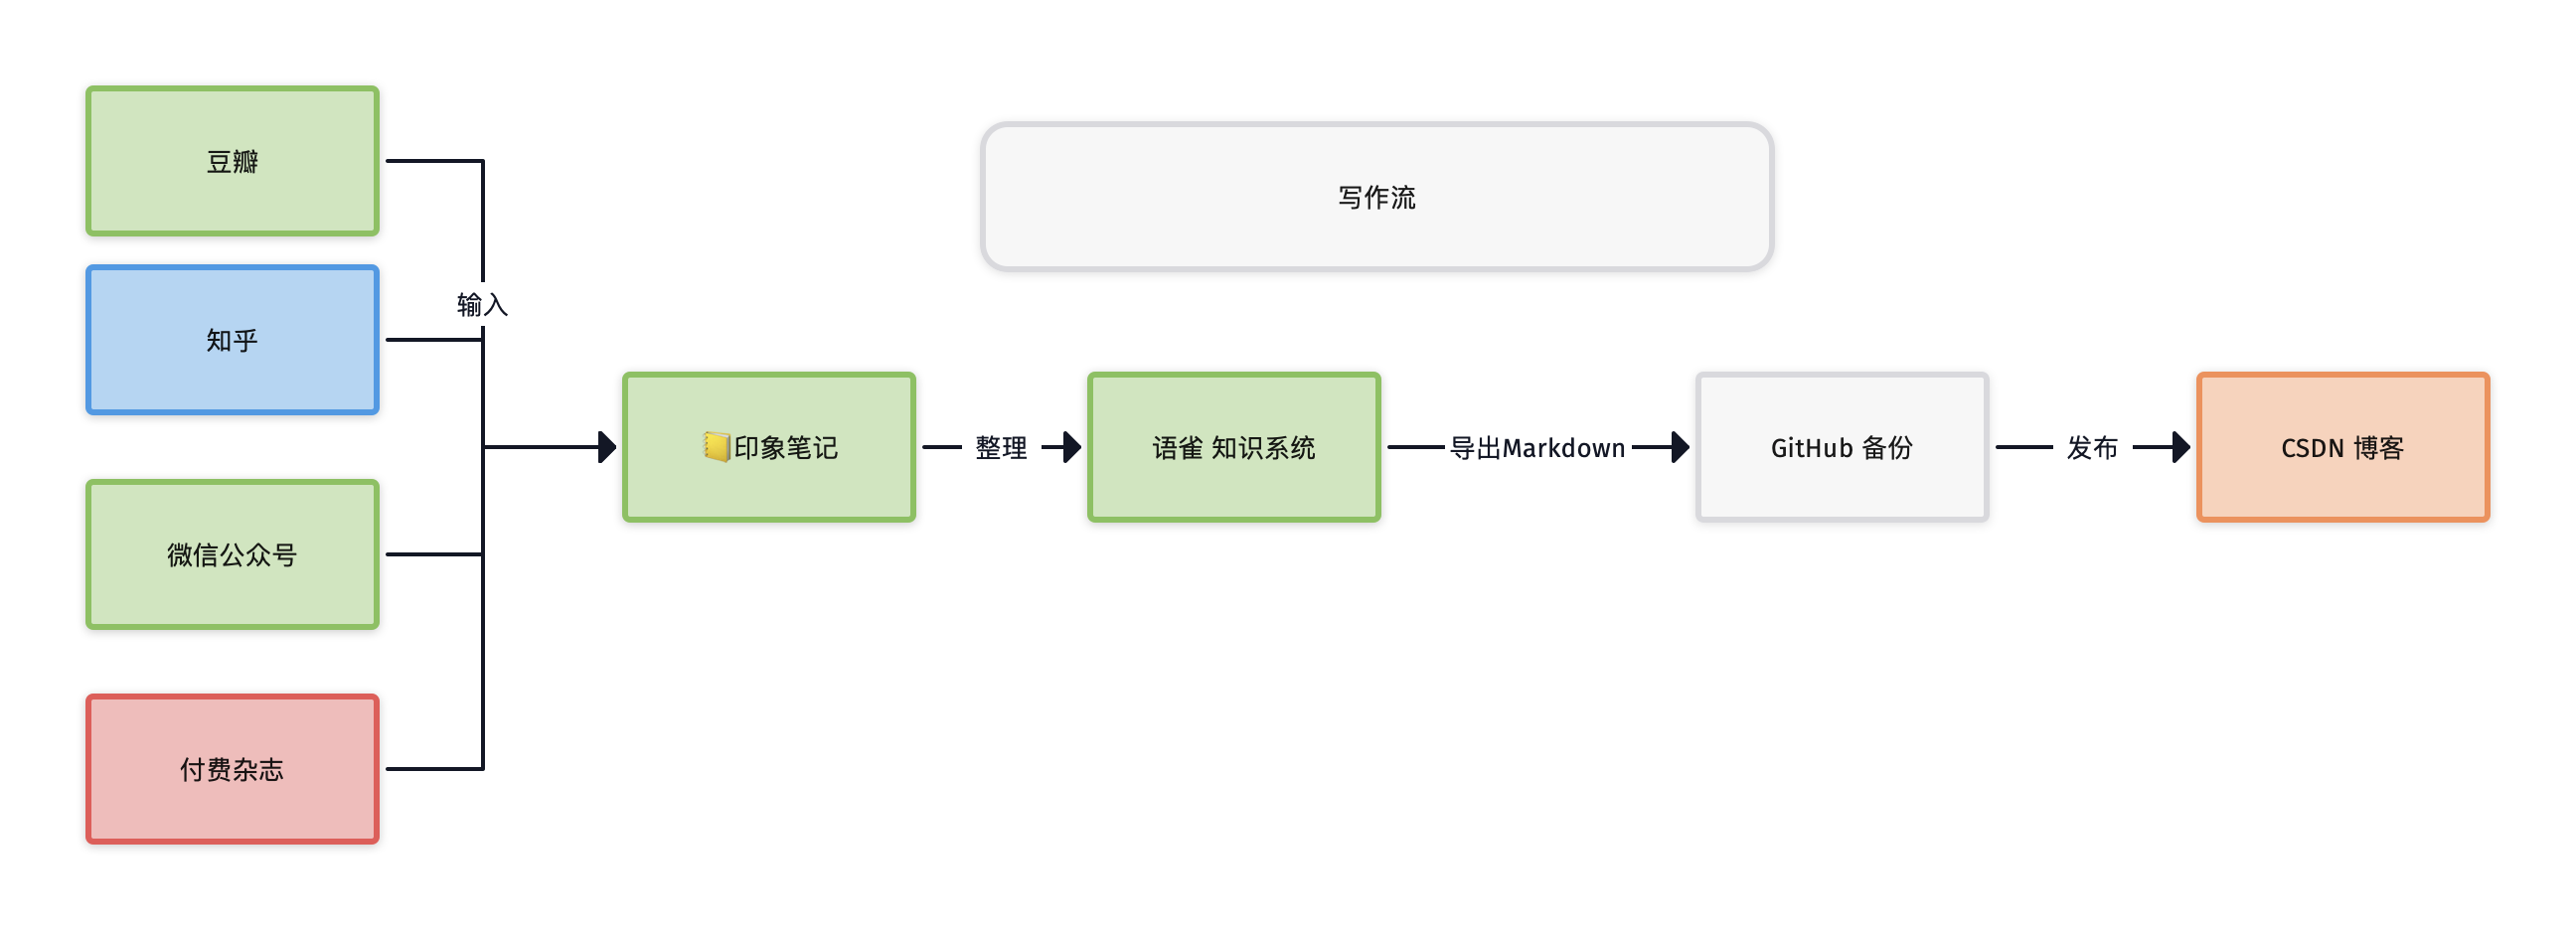 豆瓣
写作流
知乎
输入
📒印象笔记
整理
语雀 知识系统
导出Markdown
GitHub 备份
发布
CSDN 博客
微信公众号
付费杂志